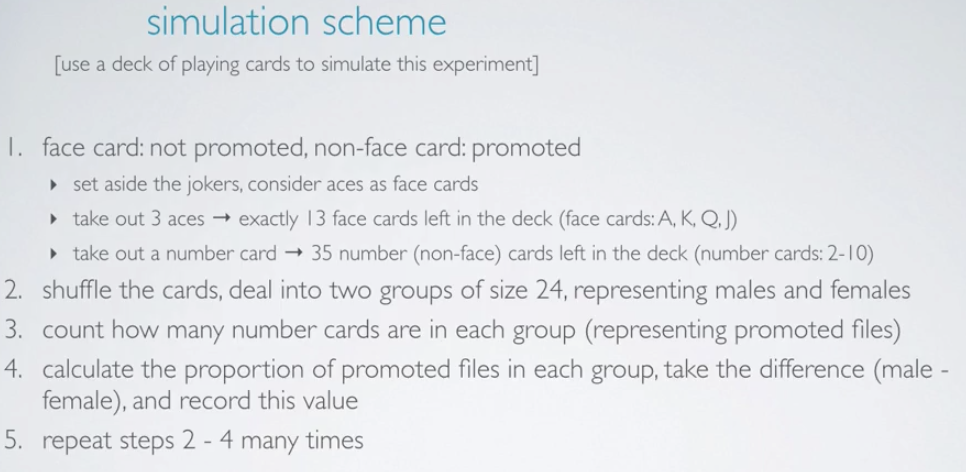 simulation scheme
[use a deck of playing cards to simulate this experiment]
1. face card: not promoted, non-face card: promoted
‣ set aside the jokers, consider aces as face cards
‣ take out 3 aces → exactly 13 face cards left in the deck (face cards: A, K, Q, J)
‣ take out a number card → 35 number (non-face) cards left in the deck (number cards: 2-10)
2. shuffle the cards, deal into two groups of size 24, representing males and females
3. count how many number cards are in each group (representing promoted files)
4. calculate the proportion of promoted files in each group, take the difference (male -
female), and record this value
5. repeat steps 2 - 4 many times